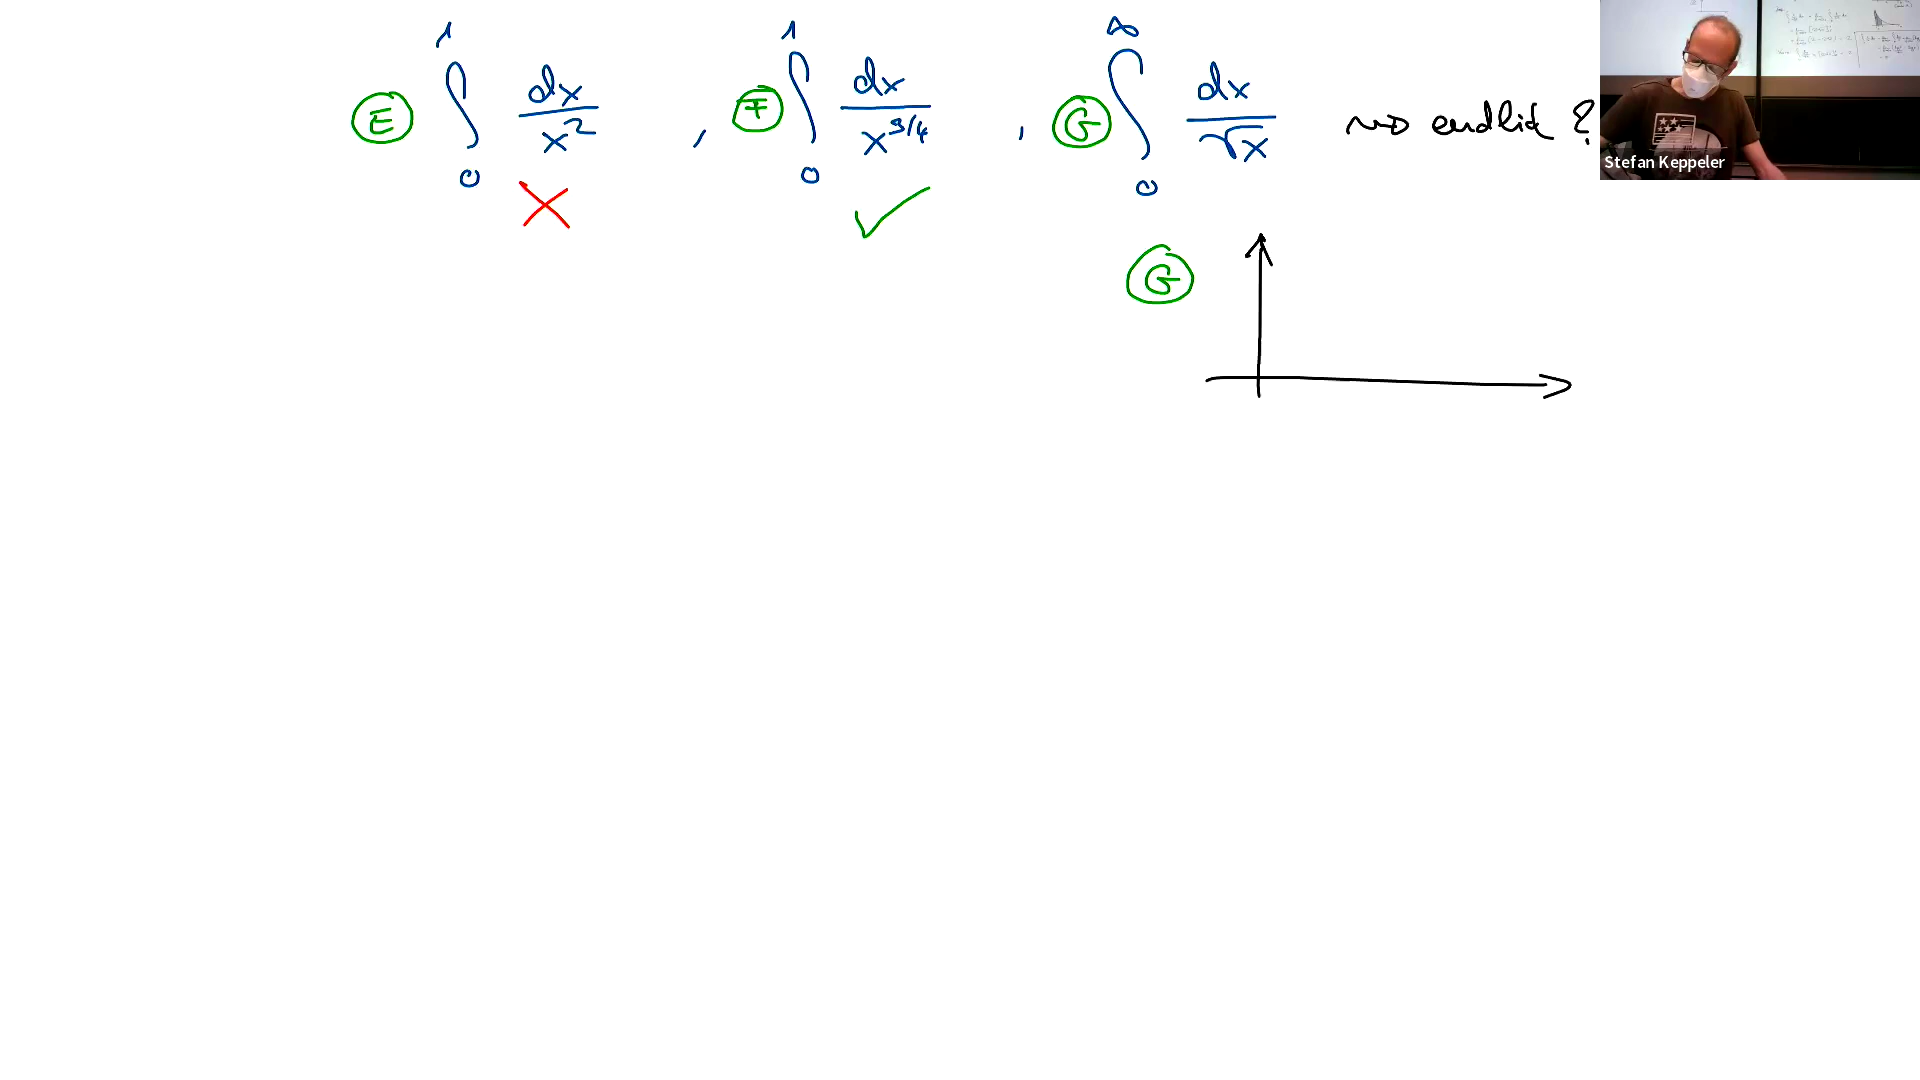 Ⓔ ∫₀¹ dx/x² , Ⓕ ∫₀¹ dx/x^{3/4} , Ⓖ ∫₀^∞ dx/√x ⇝ endlich ?
Stefan Keppeler
Ⓖ